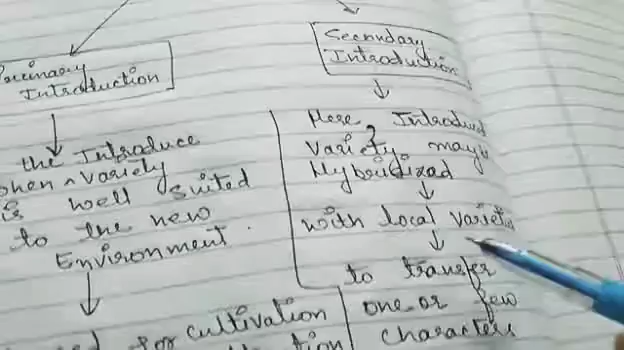 Primary
Introduction
the Introduce
when ^ variety
is well suited
to the new
Environment.
for cultivation
Secondary
Introduction
Here, Introduced
Variety may
Hybridized
with local variety
to transfer
one or few
characters